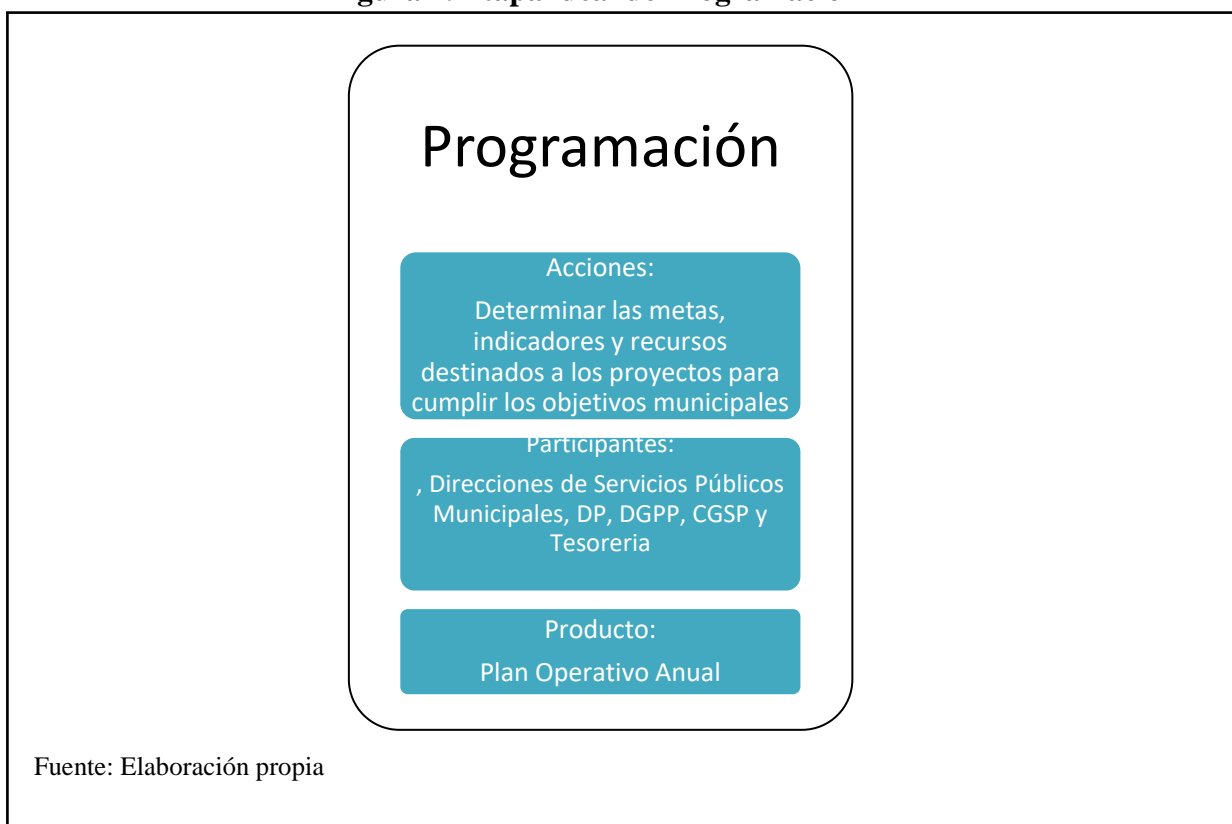 Programación
Acciones:
Determinar las metas,
indicadores y recursos
destinados a los proyectos para
cumplir los objetivos municipales
Participantes:
, Direcciones de Servicios Públicos
Municipales, DP, DGPP, CGSP y
Tesoreria
Producto:
Plan Operativo Anual
Fuente: Elaboración propia